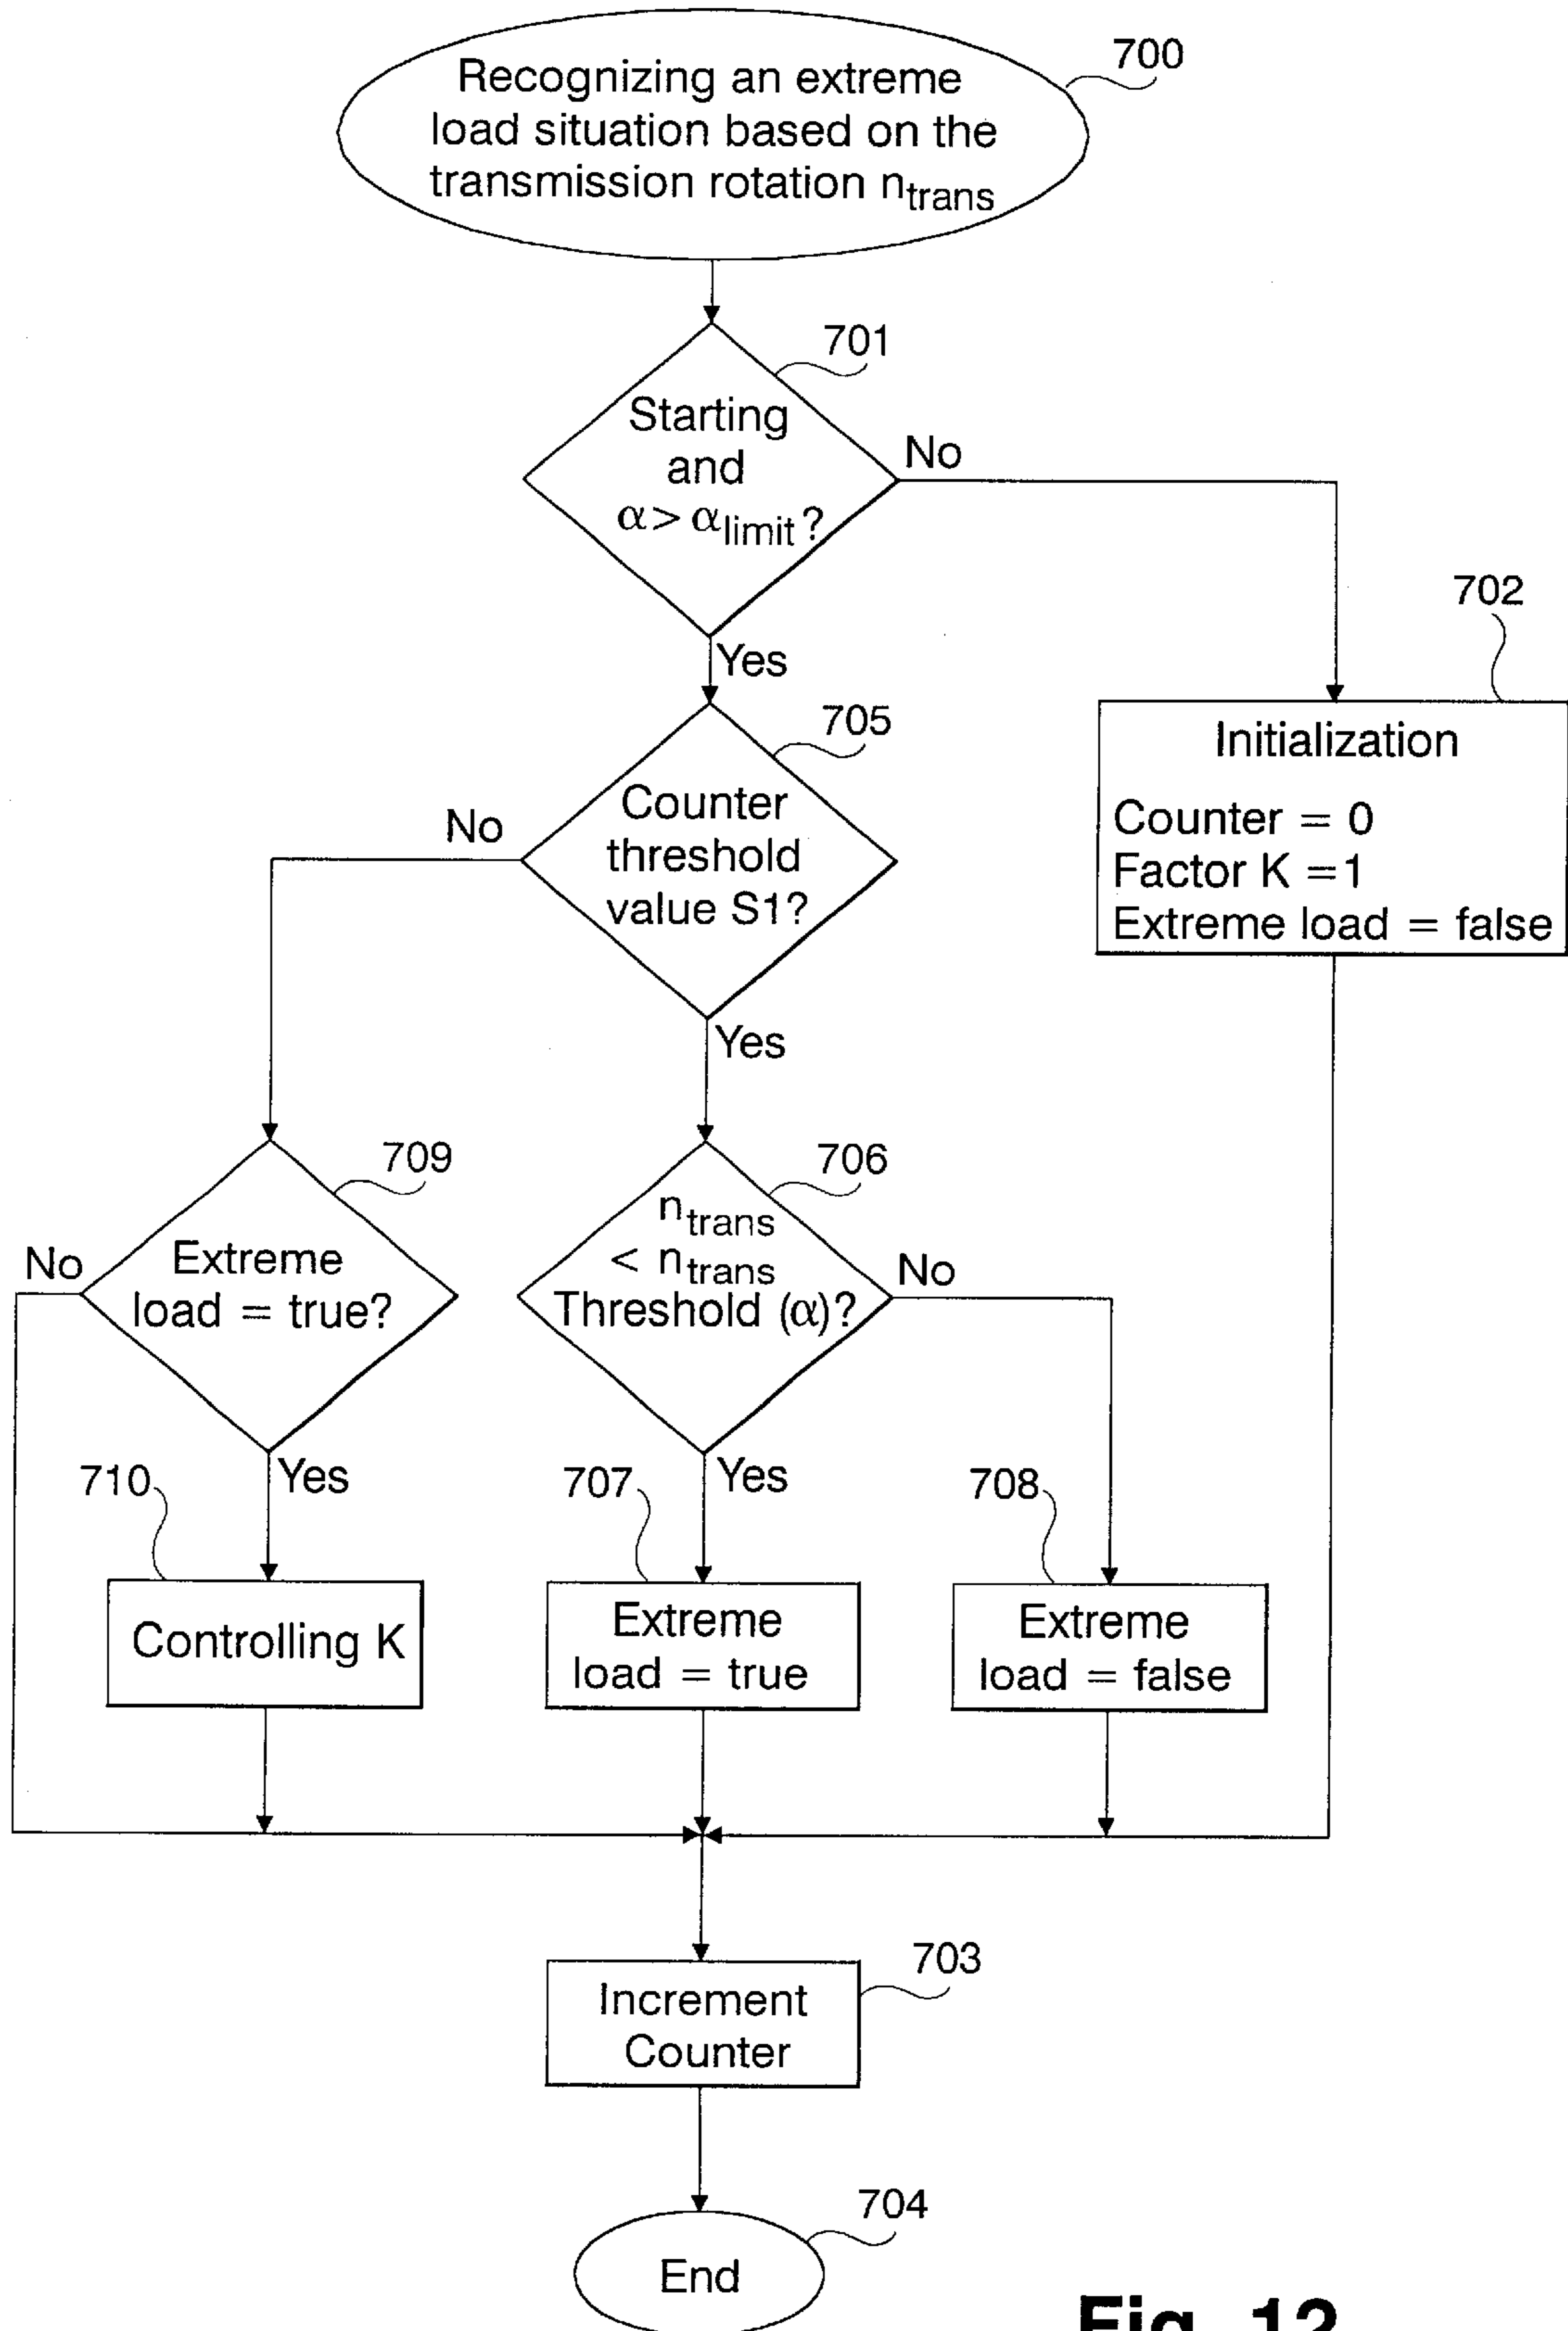 700
Recognizing an extreme
load situation based on the
transmission rotation ntrans
701
Starting
and
α > αlimit ?
No
Yes
702
Initialization
Counter = 0
Factor K =1
Extreme load = false
705
Counter
threshold
value S1?
No
Yes
709
Extreme
load = true?
No
Yes
706
ntrans
< ntrans
Threshold (α)?
No
Yes
710
Controlling K
707
Extreme
load = true
708
Extreme
load = false
703
Increment
Counter
704
End
Fig. 12